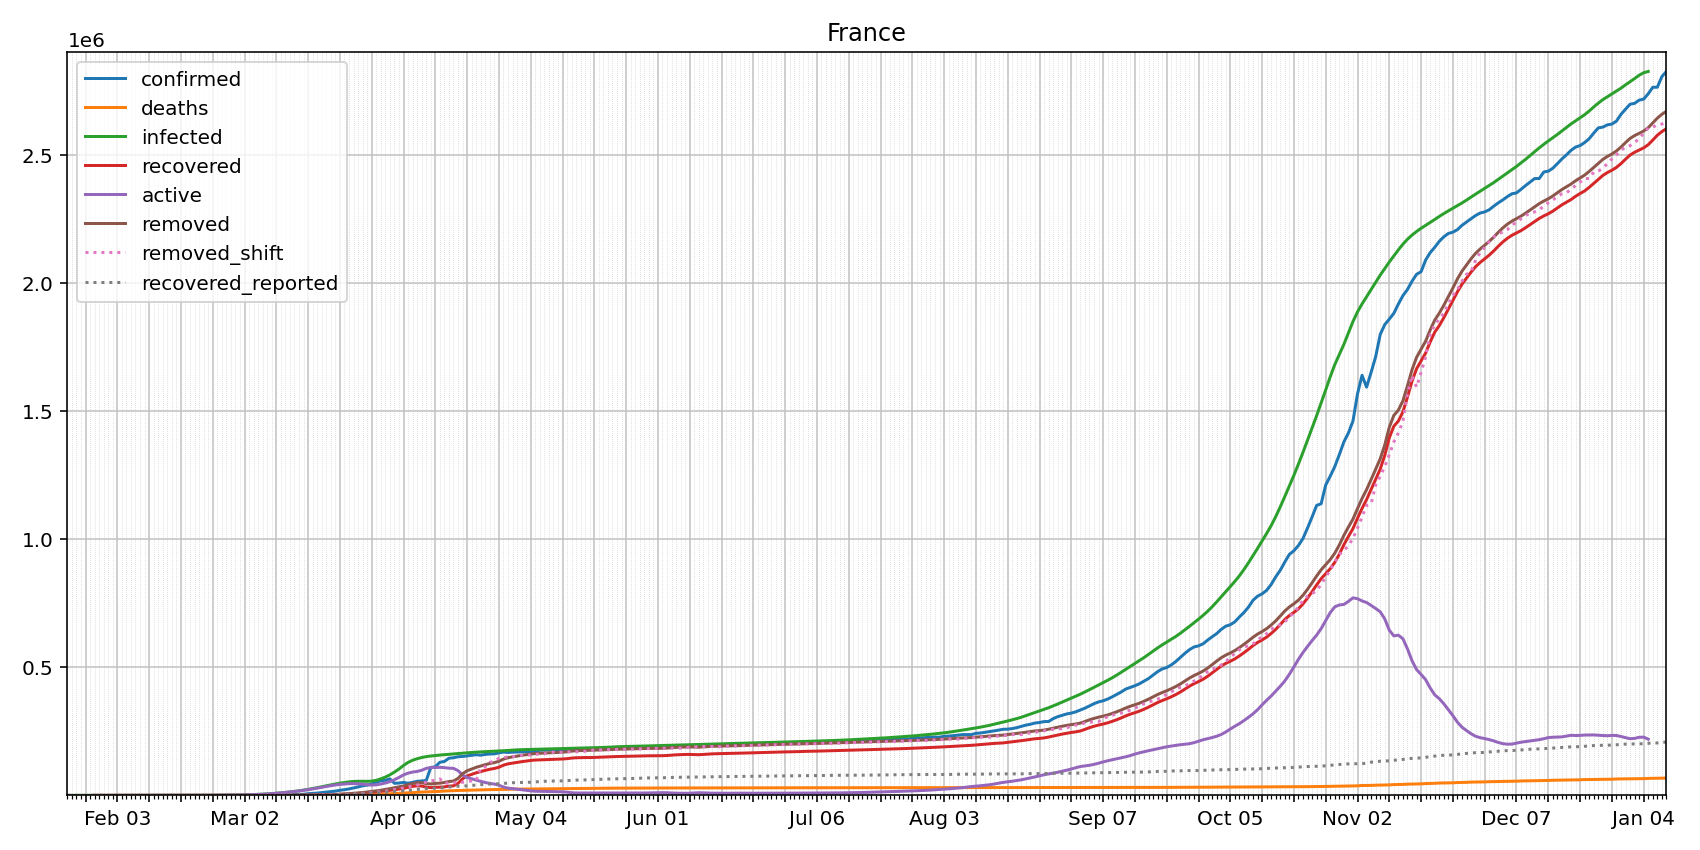 France
1e6
confirmed
deaths
infected
recovered
active
removed
removed_shift
recovered_reported
2.5
2.0
1.5
1.0
0.5
Feb 03 Mar 02 Apr 06 May 04 Jun 01 Jul 06 Aug 03 Sep 07 Oct 05 Nov 02 Dec 07 Jan 04